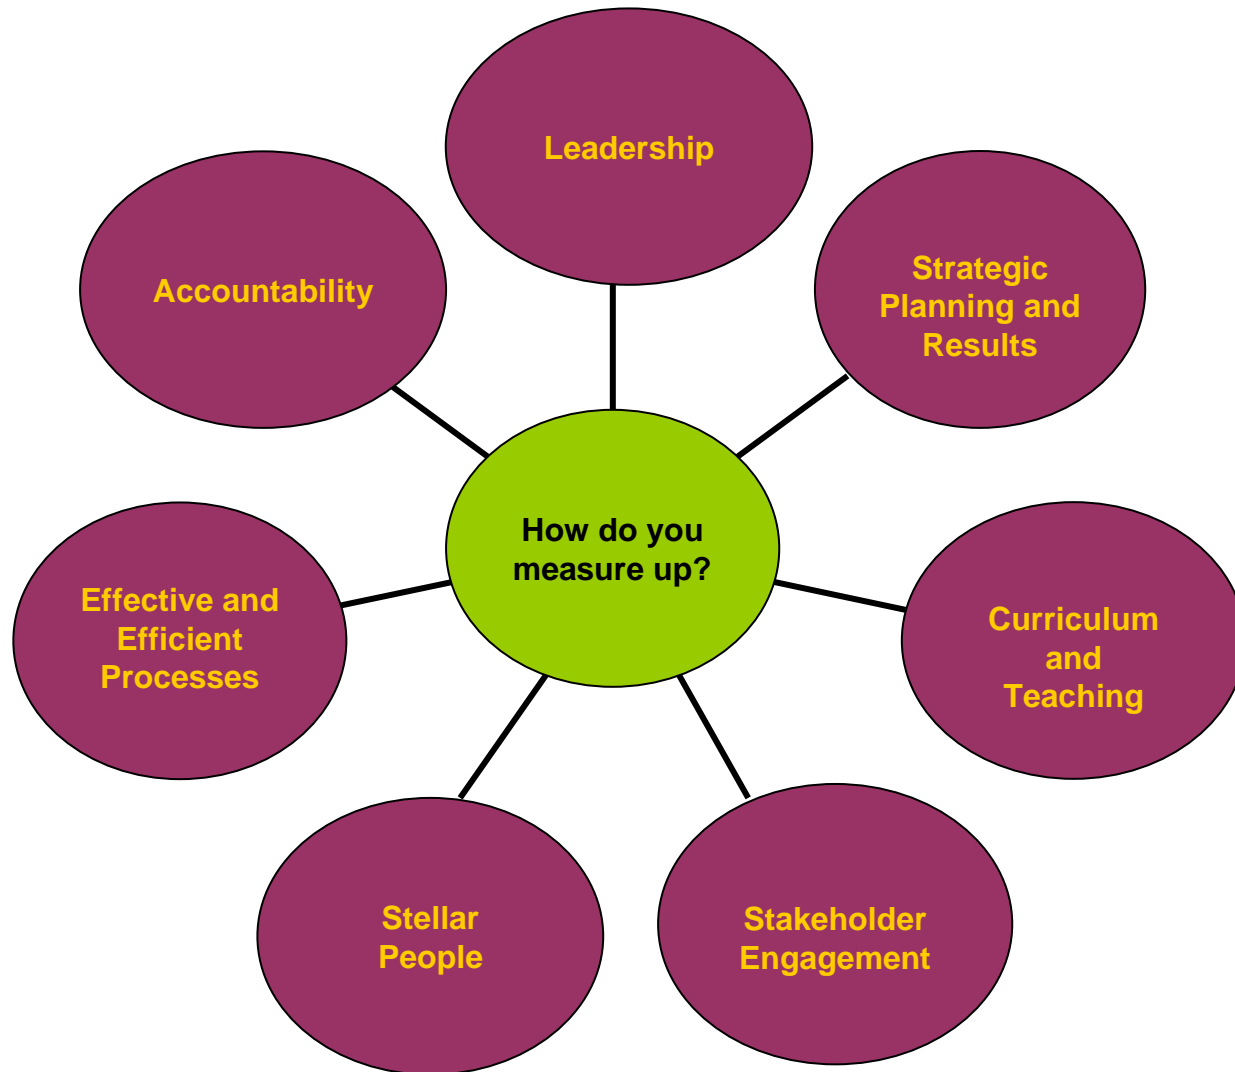 Leadership
Accountability
Strategic
Planning and
Results
How do you
measure up?
Effective and
Efficient
Processes
Curriculum
and
Teaching
Stellar
People
Stakeholder
Engagement